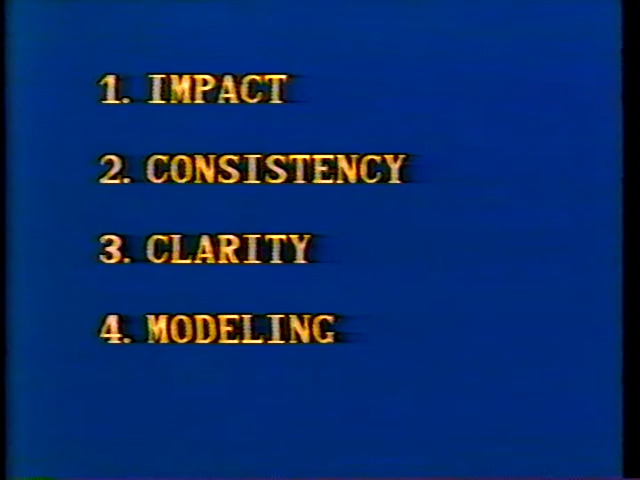 1. IMPACT
2. CONSISTENCY
3. CLARITY
4. MODELING